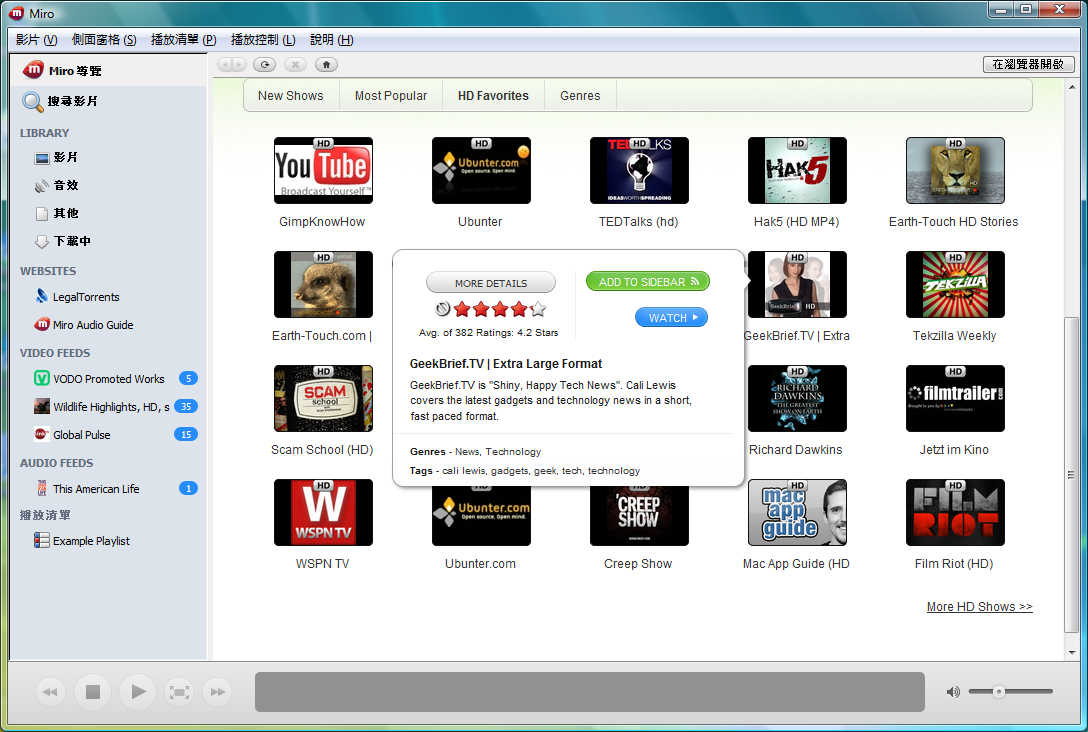 Miro
影片 (V) 側面窗格 (S) 播放清單 (P) 播放控制 (L) 說明 (H)
Miro 導覽
在瀏覽器開啟
搜尋影片
LIBRARY
影片
音效
其他
下載中
WEBSITES
LegalTorrents
Miro Audio Guide
VIDEO FEEDS
VODO Promoted Works 5
Wildlife Highlights, HD, s 35
Global Pulse 15
AUDIO FEEDS
This American Life 1
播放清單
Example Playlist
New Shows Most Popular HD Favorites Genres
HD HD HD HD HD
YouTube
Broadcast Yourself™
Ubunter.com
Open source. Open mind.
TEDTALKS
IDEAS WORTH SPREADING
HAK.5
GimpKnowHow Ubunter TEDTalks (hd) Hak5 (HD MP4) Earth-Touch HD Stories
HD HD HD
GeekBrief HD
TEKZILLA
Earth-Touch.com | GeekBrief.TV | Extra Tekzilla Weekly
MORE DETAILS
ADD TO SIDEBAR
WATCH
Avg. of 382 Ratings: 4.2 Stars
GeekBrief.TV | Extra Large Format
GeekBrief.TV is "Shiny, Happy Tech News". Cali Lewis
covers the latest gadgets and technology news in a short,
fast paced format.
Genres - News, Technology
Tags - cali lewis, gadgets, geek, tech, technology
HD HD HD
SCAM
school
RICHARD
DAWKINS
THE GREATEST
SHOW ON EARTH
filmtrailer.com
Scam School (HD) Richard Dawkins Jetzt im Kino
HD HD HD HD HD
W
WSPN TV
Ubunter.com
Open source. Open mind.
'CREEP
SHOW
mac
app
guide
FILM
RIOT
WSPN TV Ubunter.com Creep Show Mac App Guide (HD Film Riot (HD)
More HD Shows >>